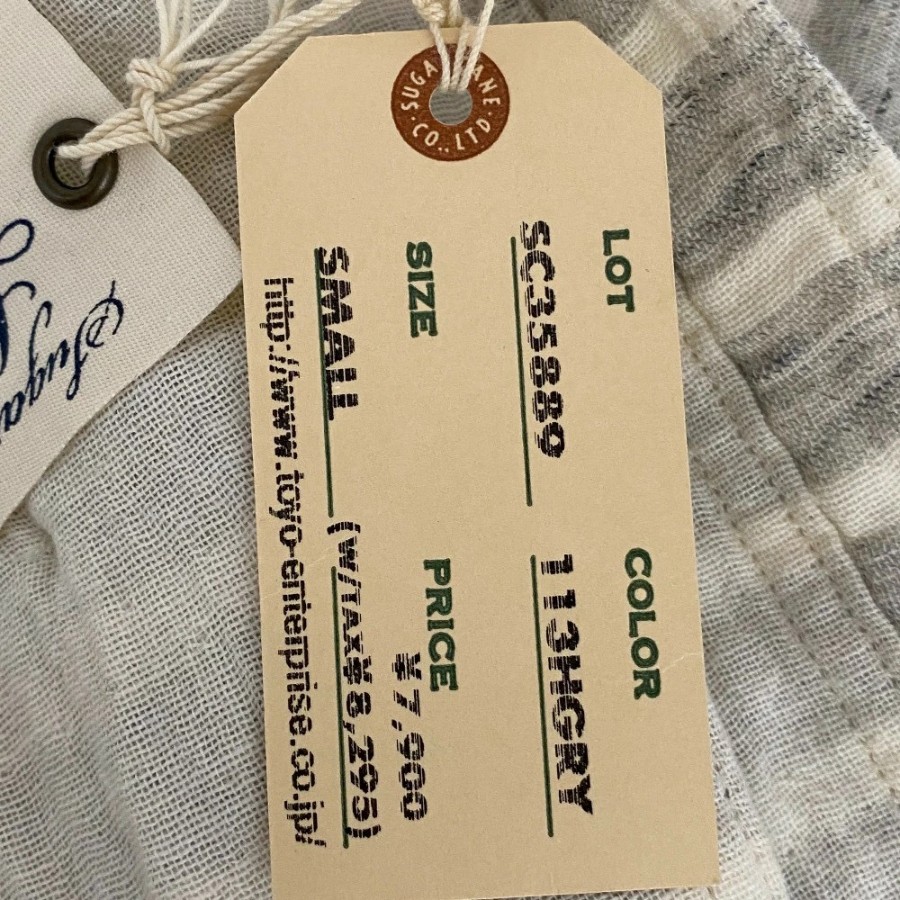 SUGAR CANE
CO., LTD.
LOT
SC35889
COLOR
113HGRY
SIZE
SMALL
PRICE
¥7,900
(W/TAX¥8,295)
http://www.toyo-enterprise.co.jp/
Sugar